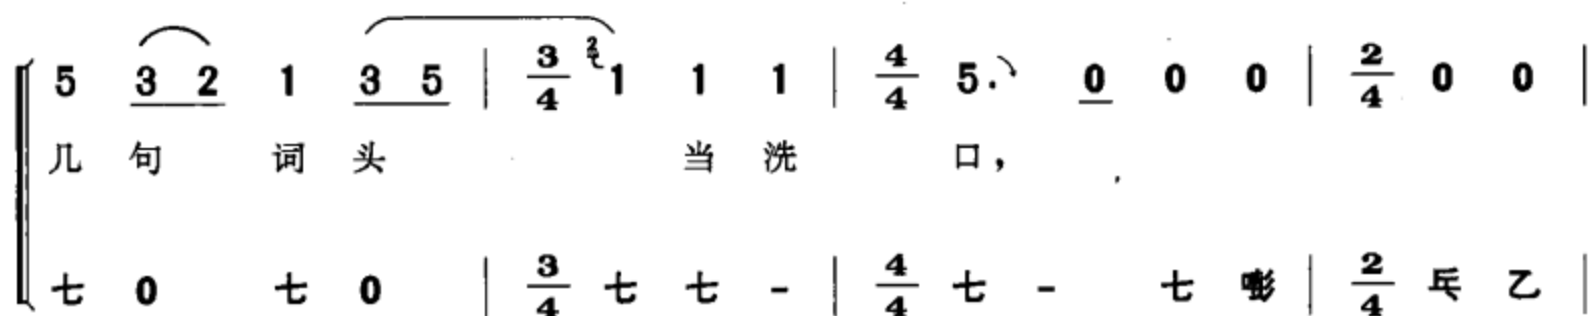 5 3 2 1 3 5 | 3/4 2 1 1 1 | 4/4 5. 0 0 0 | 2/4 0 0 |
几 句 词 头 当 洗 口，
七 0 七 0 | 3/4 七 七 - | 4/4 七 - 七 嘭 | 2/4 乓 乙 |